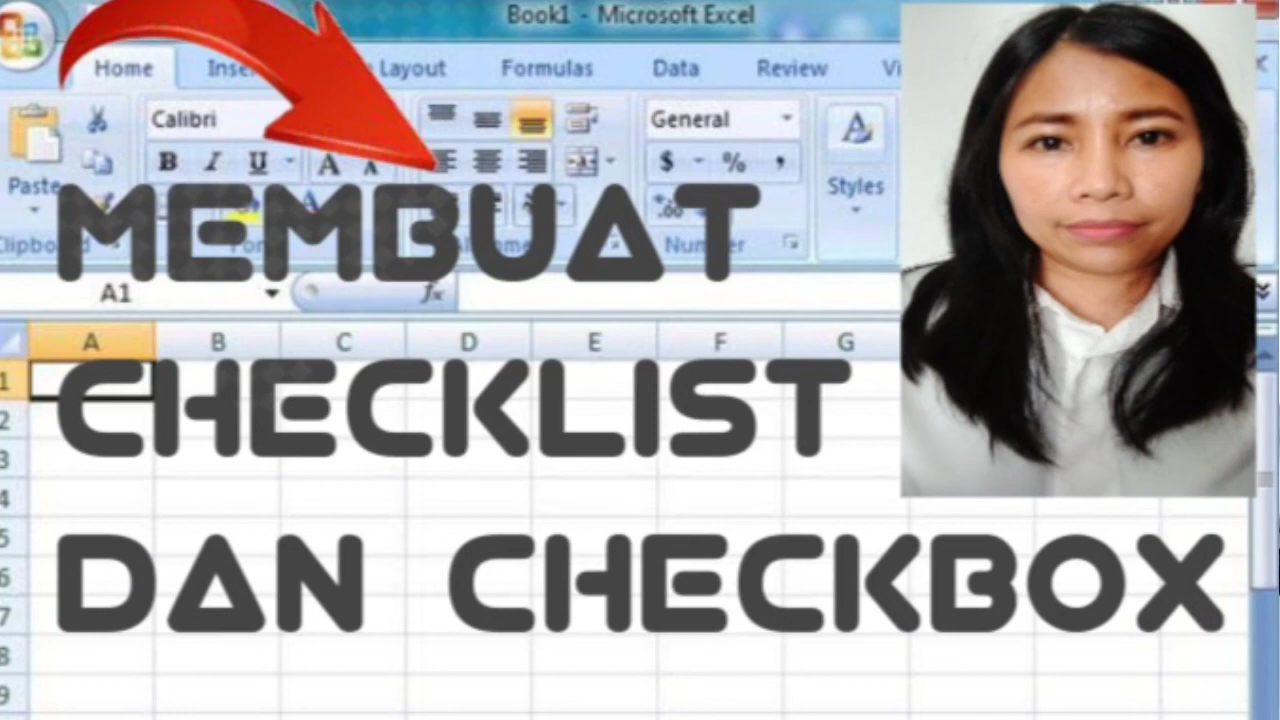 Book1 - Microsoft Excel
Home Layout Formulas Data Review
Calibri General
B I U A A $ %
Paste Styles
A1 fx
A B C D E F G
MEMBUAT
1
CHECKLIST
2
3
4
5
DAN CHECKBOX
6
7
8
9